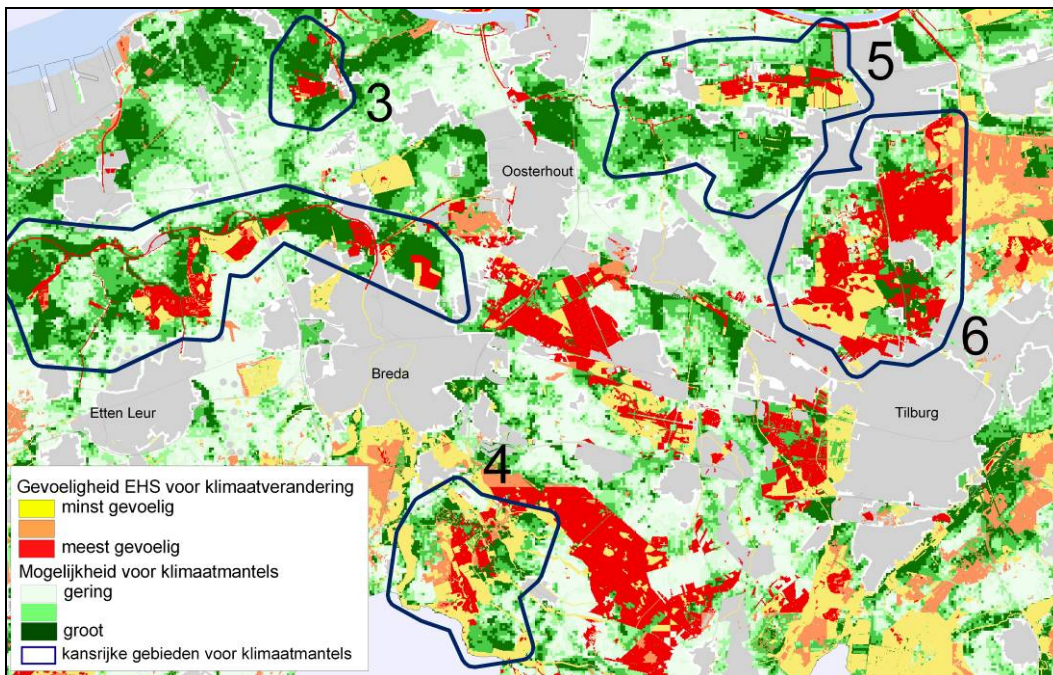 3
5
Oosterhout
6
Breda
Etten Leur
Tilburg
4
Gevoeligheid EHS voor klimaatverandering
minst gevoelig
meest gevoelig
Mogelijkheid voor klimaatmantels
gering
groot
kansrijke gebieden voor klimaatmantels